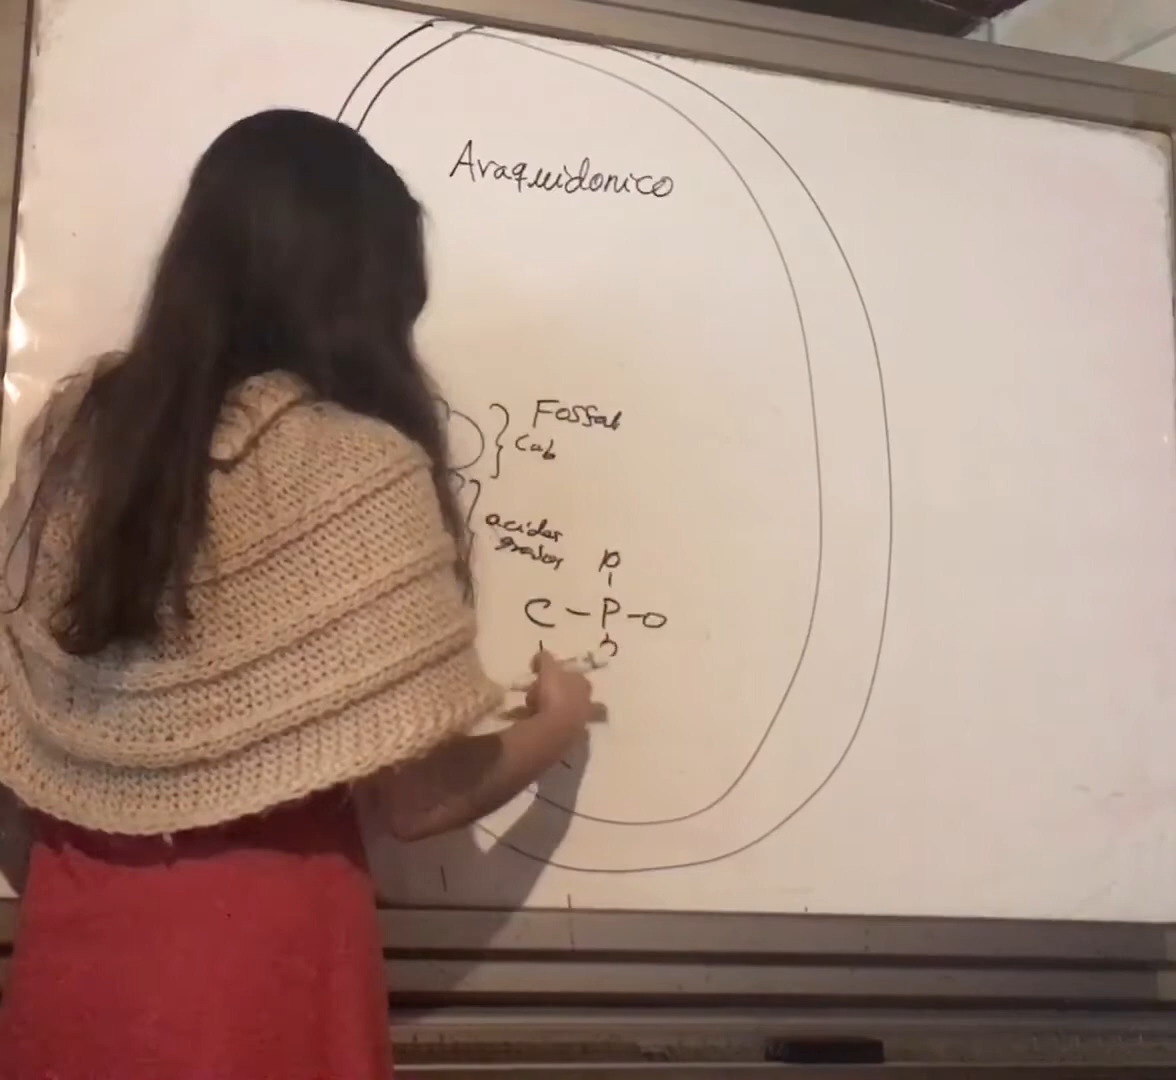 Araquidonico
Fosfat
Cab
acidos
grasos
C - P - O